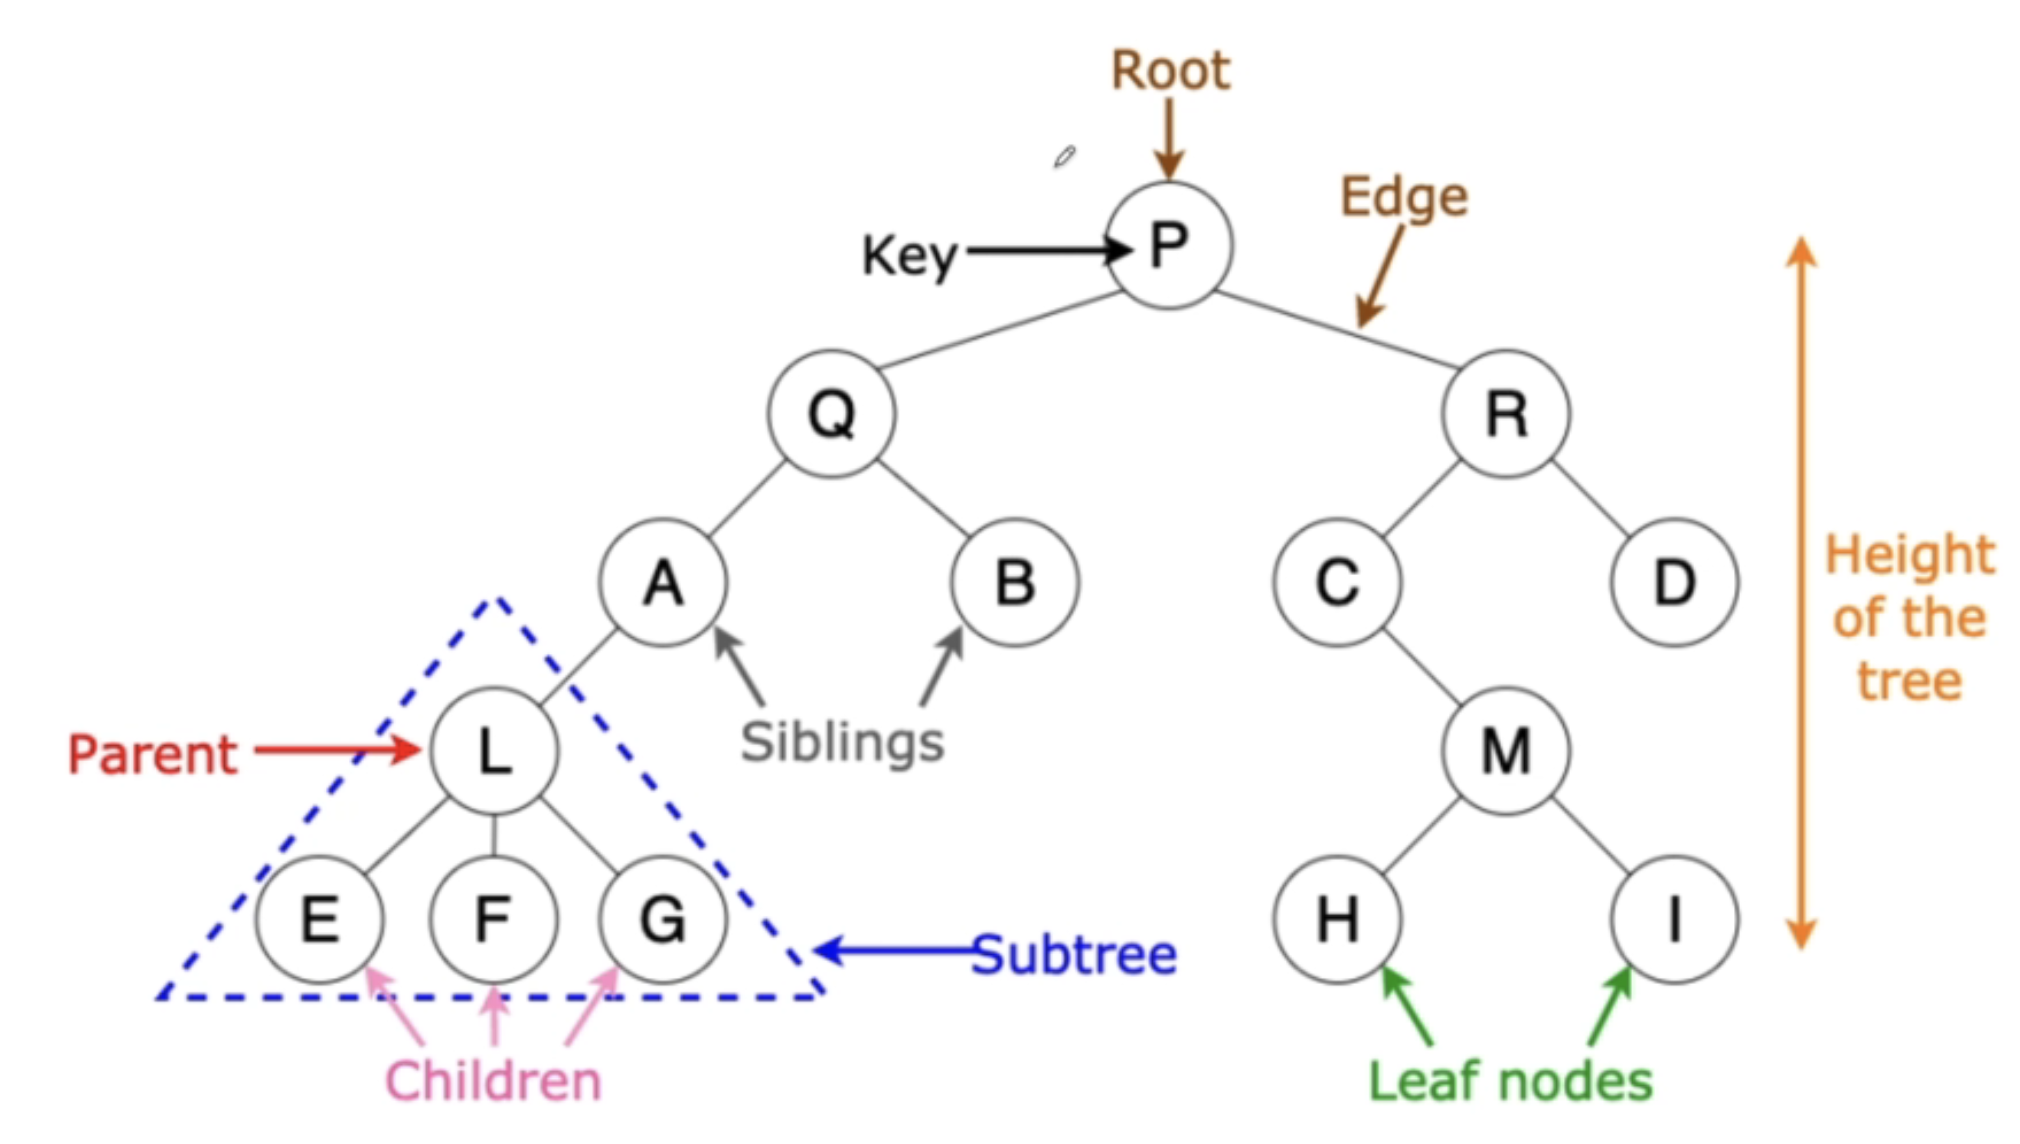 Root
Edge
Key
P
Q
R
A
B
C
D
Height
of the
tree
Parent
L
Siblings
M
E
F
G
H
I
Subtree
Children
Leaf nodes